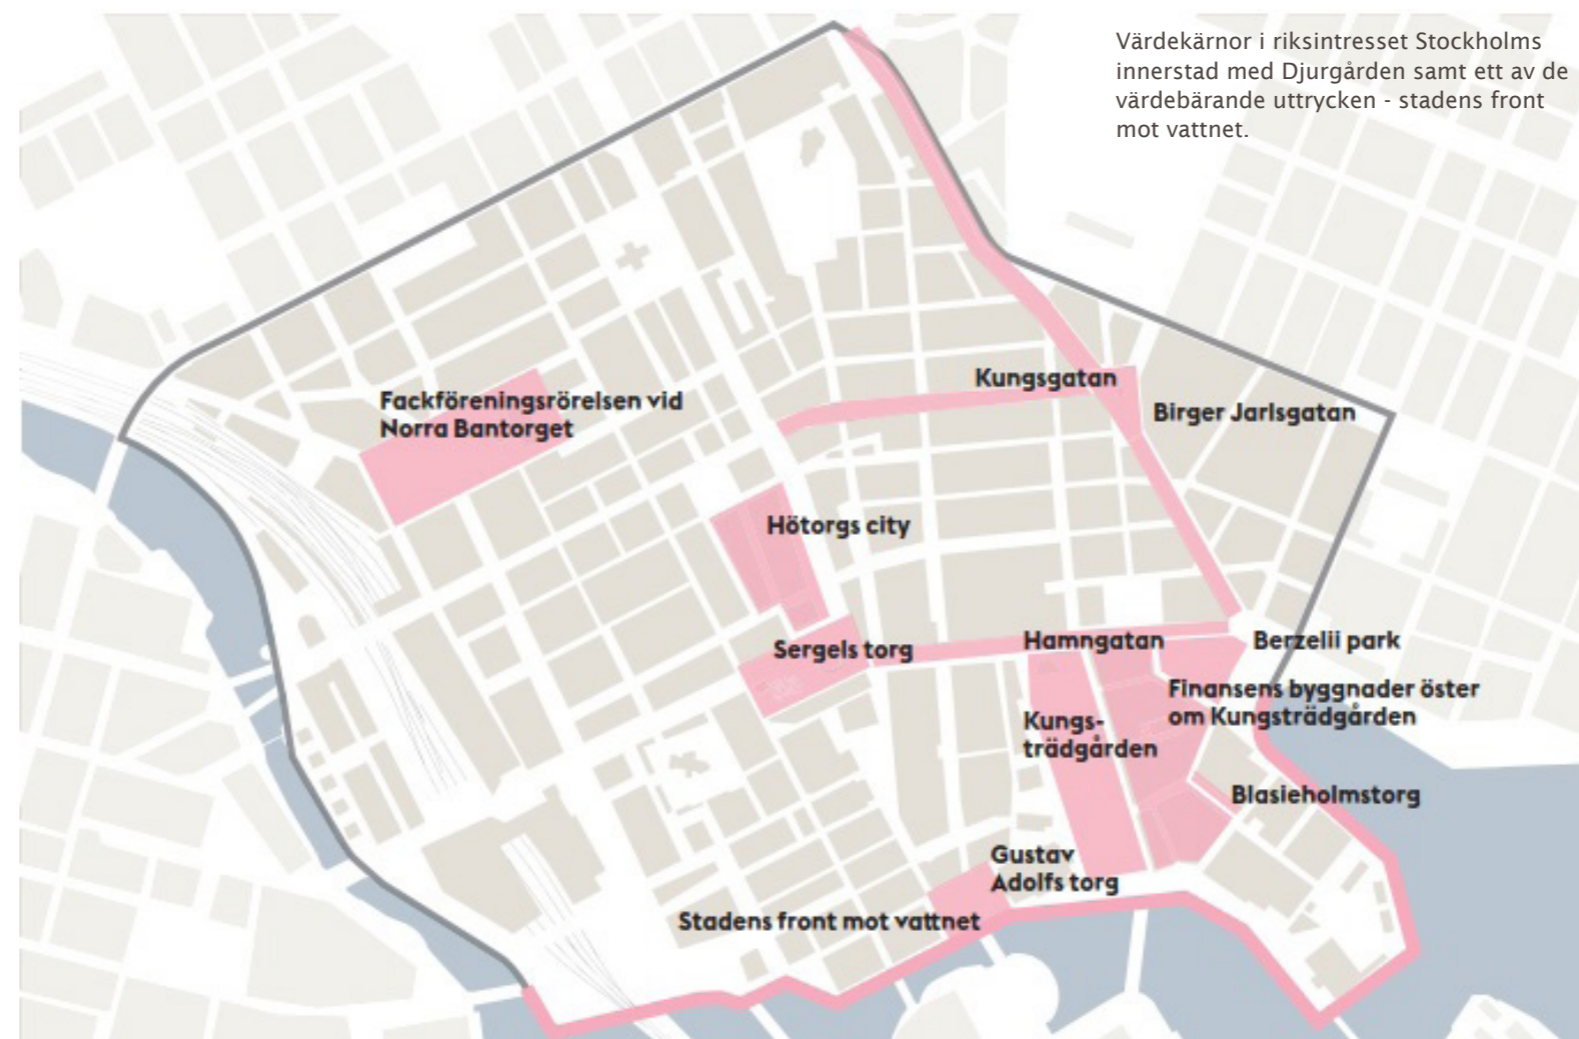 Värdekärnor i riksintresset Stockholms
innerstad med Djurgården samt ett av de
värdebärande uttrycken - stadens front
mot vattnet.
Kungsgatan
Fackföreningsrörelsen vid
Norra Bantorget
Birger Jarlsgatan
Hötorgs city
Sergels torg
Hamngatan
Berzelii park
Finansens byggnader öster
om Kungsträdgården
Kungs-
trädgården
Blasieholmstorg
Gustav
Adolfs torg
Stadens front mot vattnet